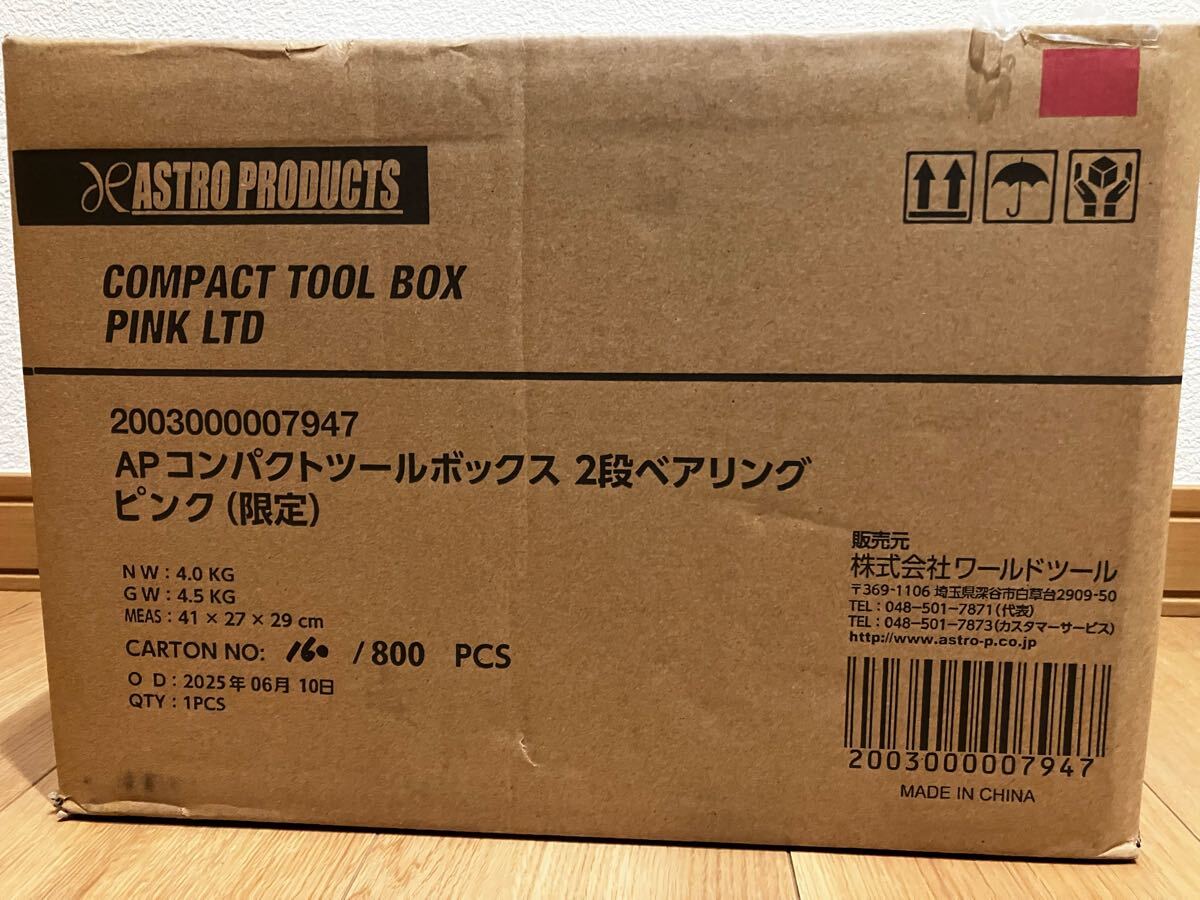 ASTRO PRODUCTS
COMPACT TOOL BOX
PINK LTD
2003000007947
APコンパクトツールボックス 2段ベアリング
ピンク(限定)
NW:4.0 KG
GW:4.5 KG
MEAS:41×27×29 cm
CARTON NO: 160 /800 PCS
O D:2025年06月10日
QTY:1PCS
販売元
株式会社ワールドツール
〒369-1106 埼玉県深谷市白草台2909-50
TEL:048-501-7871(代表)
TEL:048-501-7873(カスタマーサービス)
http://www.astro-p.co.jp
2003000007947
MADE IN CHINA